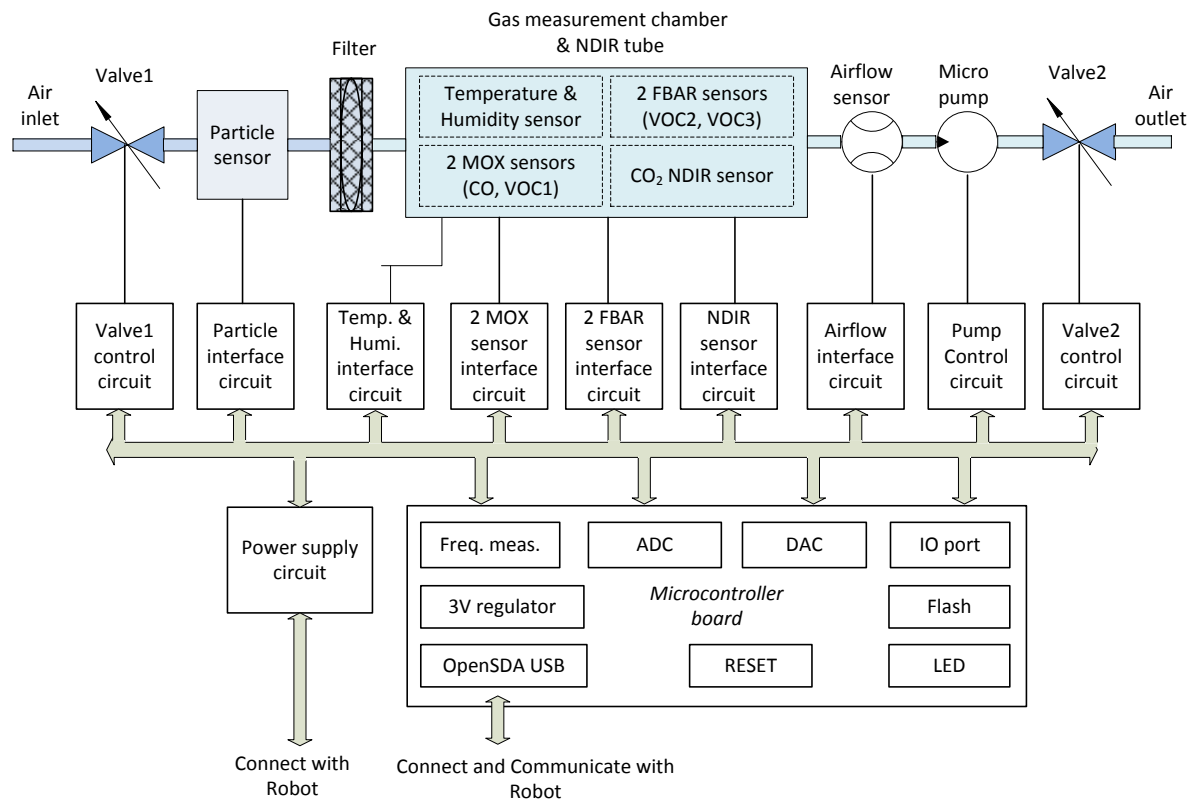 Gas measurement chamber
& NDIR tube
Filter
Valve1
Air
inlet
Particle
sensor
Temperature &
Humidity sensor
2 FBAR sensors
(VOC2, VOC3)
2 MOX sensors
(CO, VOC1)
CO₂ NDIR sensor
Airflow
sensor
Micro
pump
Valve2
Air
outlet
Valve1
control
circuit
Particle
interface
circuit
Temp. &
Humi.
interface
circuit
2 MOX
sensor
interface
circuit
2 FBAR
sensor
interface
circuit
NDIR
sensor
interface
circuit
Airflow
interface
circuit
Pump
Control
circuit
Valve2
control
circuit
Power supply
circuit
Freq. meas.
ADC
DAC
IO port
3V regulator
Microcontroller
board
Flash
OpenSDA USB
RESET
LED
Connect with
Robot
Connect and Communicate with
Robot